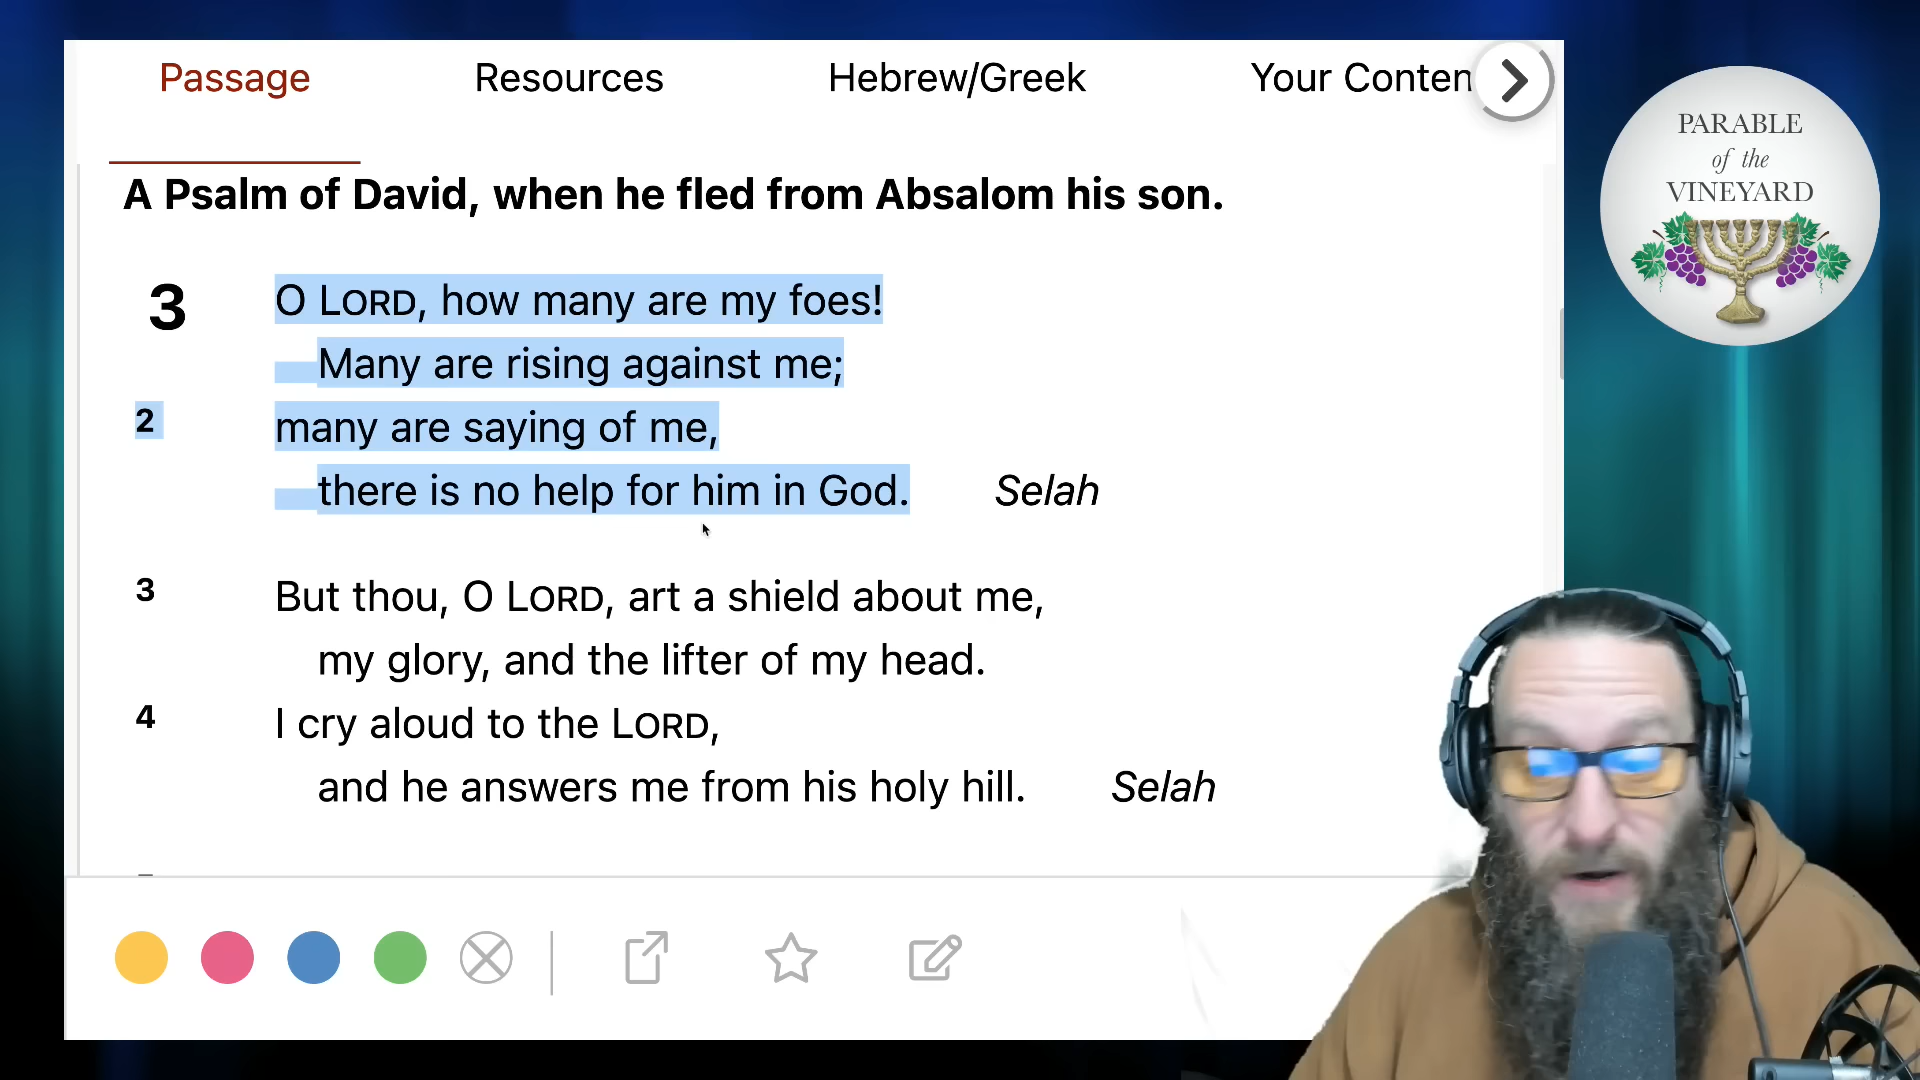 Passage Resources Hebrew/Greek Your Conten
PARABLE
of the
VINEYARD
A Psalm of David, when he fled from Absalom his son.
3 O LORD, how many are my foes!
Many are rising against me;
2 many are saying of me,
there is no help for him in God. Selah
3 But thou, O LORD, art a shield about me,
my glory, and the lifter of my head.
4 I cry aloud to the LORD,
and he answers me from his holy hill. Selah